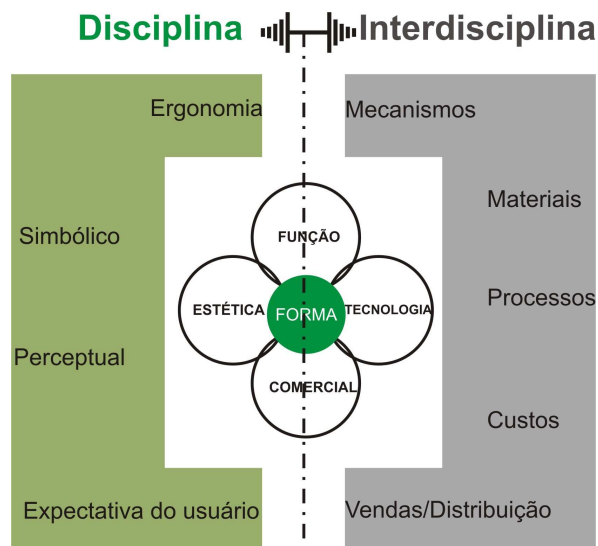 Disciplina Interdisciplina
Ergonomia Mecanismos
Simbólico
Perceptual
Expectativa do usuário
FUNÇÃO
ESTÉTICA FORMA TECNOLOGIA
COMERCIAL
Materiais
Processos
Custos
Vendas/Distribuição